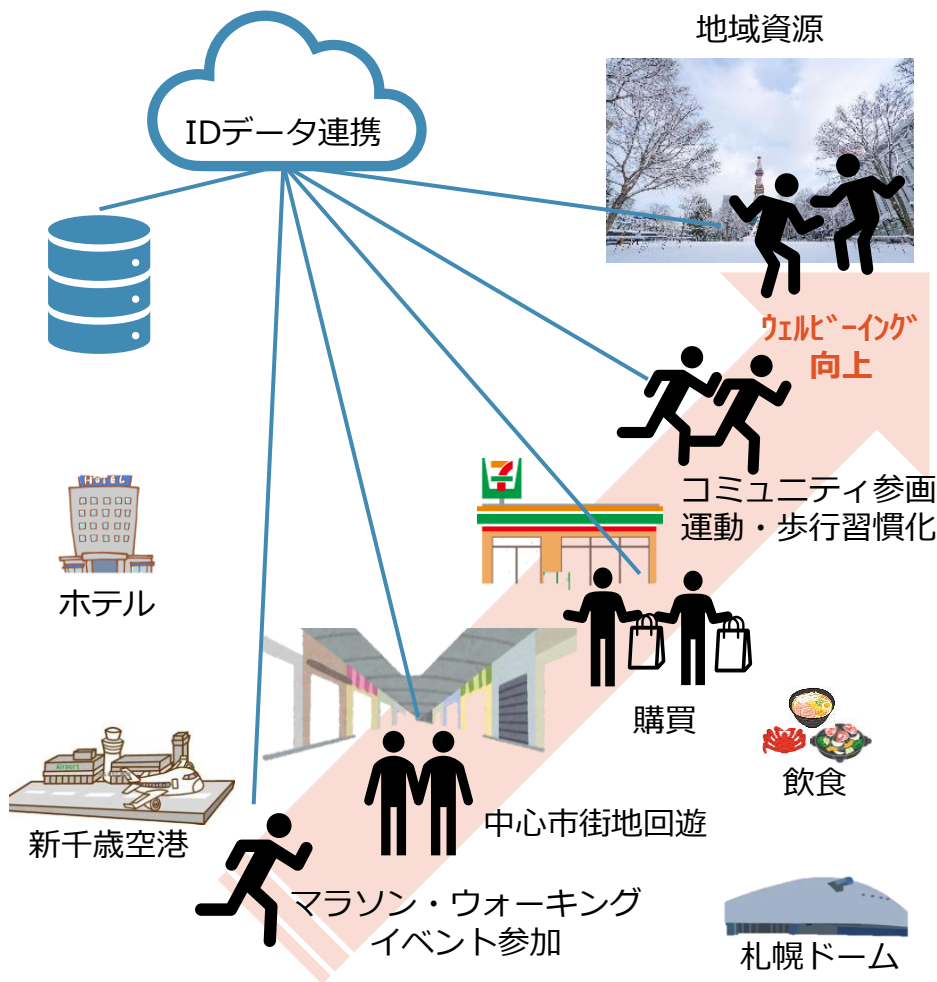 地域資源
IDデータ連携
ｳｪﾙﾋﾞｰｲﾝｸﾞ
向上
HOTEL
7
コミュニティ参画
運動・歩行習慣化
ホテル
購買
飲食
Airport
中心市街地回遊
新千歳空港
マラソン・ウォーキング
イベント参加
札幌ドーム